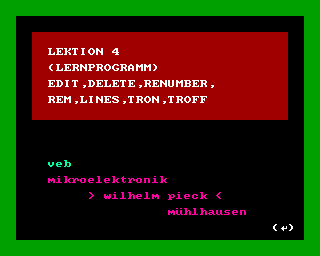 LEKTION 4
(LERNPROGRAMM)
EDIT,DELETE,RENUMBER,
REM,LINES,TRON,TROFF
veb
mikroelektronik
> wilhelm pieck <
mühlhausen
(↵)